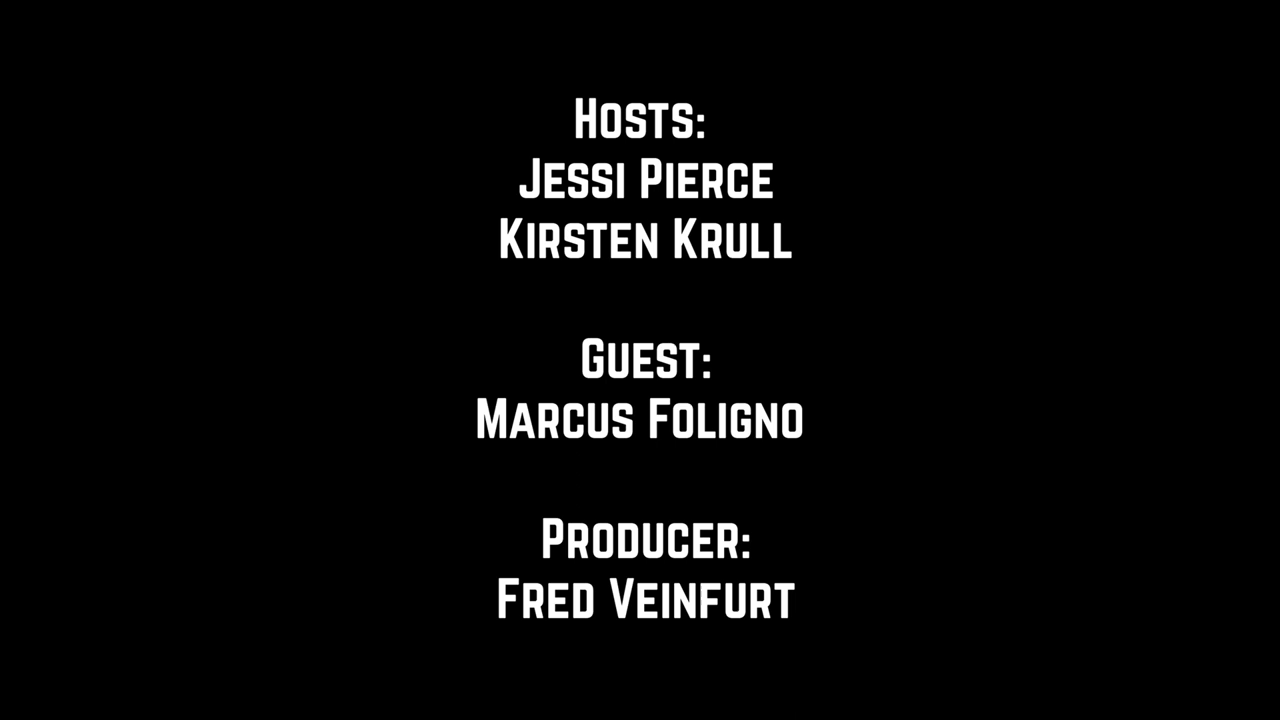 Hosts:
Jessi Pierce
Kirsten Krull
Guest:
Marcus Foligno
Producer:
Fred Veinfurt